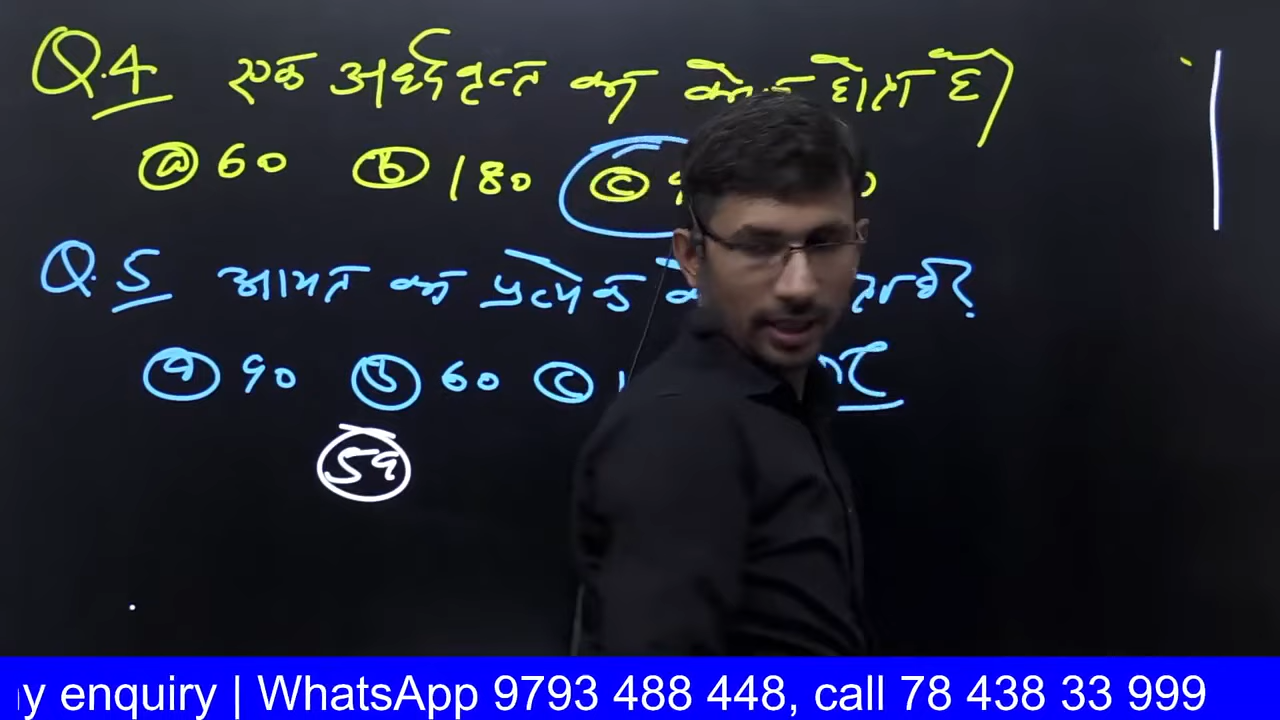 Q.4 एक अर्धवृत्त का होता है
ⓐ 60 ⓑ 180 ⓒ
Q.5 आयत का प्रत्येक
ⓐ 90 ⓑ 60 ⓒ
59
y enquiry | WhatsApp 9793 488 448, call 78 438 33 999